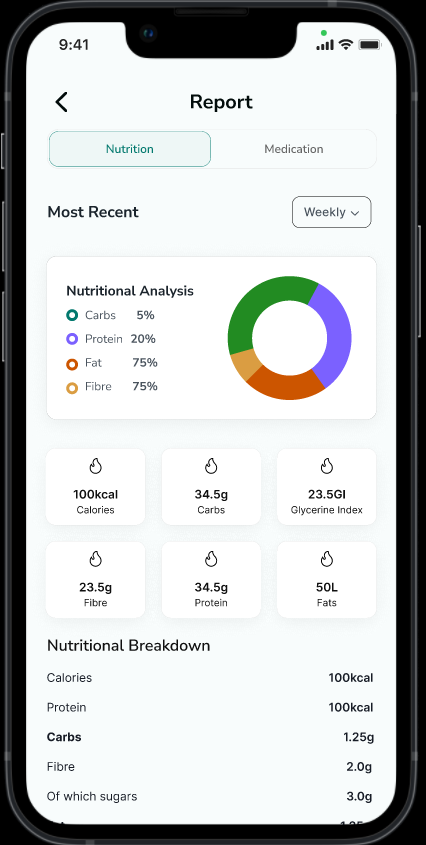 9:41
Report
Nutrition Medication
Most Recent Weekly
Nutritional Analysis
Carbs 5%
Protein 20%
Fat 75%
Fibre 75%
100kcal 34.5g 23.5GI
Calories Carbs Glycerine Index
23.5g 34.5g 50L
Fibre Protein Fats
Nutritional Breakdown
Calories 100kcal
Protein 100kcal
Carbs 1.25g
Fibre 2.0g
Of which sugars 3.0g